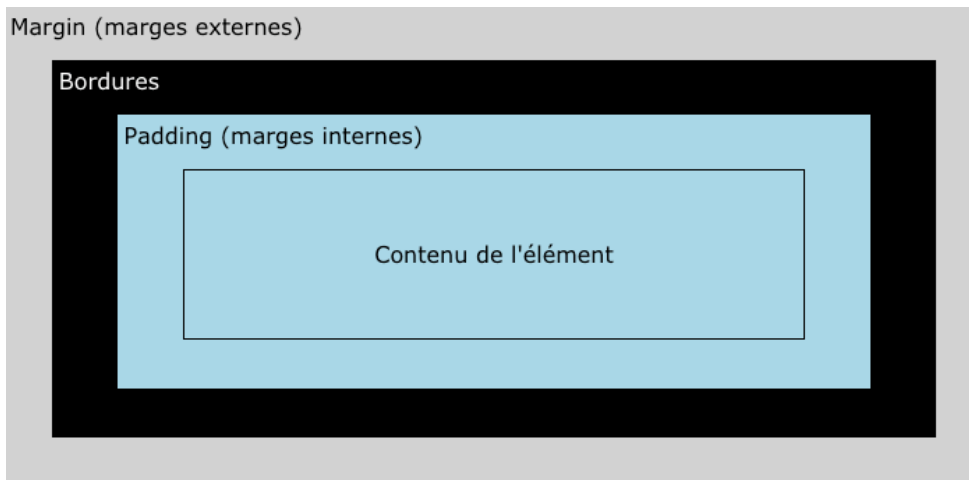 Margin (marges externes)
Bordures
Padding (marges internes)
Contenu de l'élément